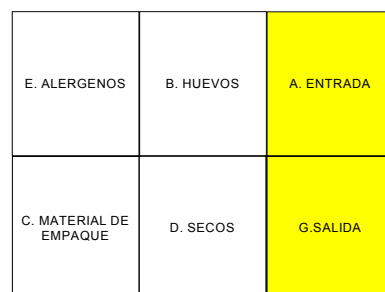 E. ALERGENOS
B. HUEVOS
A. ENTRADA
C. MATERIAL DE
EMPAQUE
D. SECOS
G.SALIDA